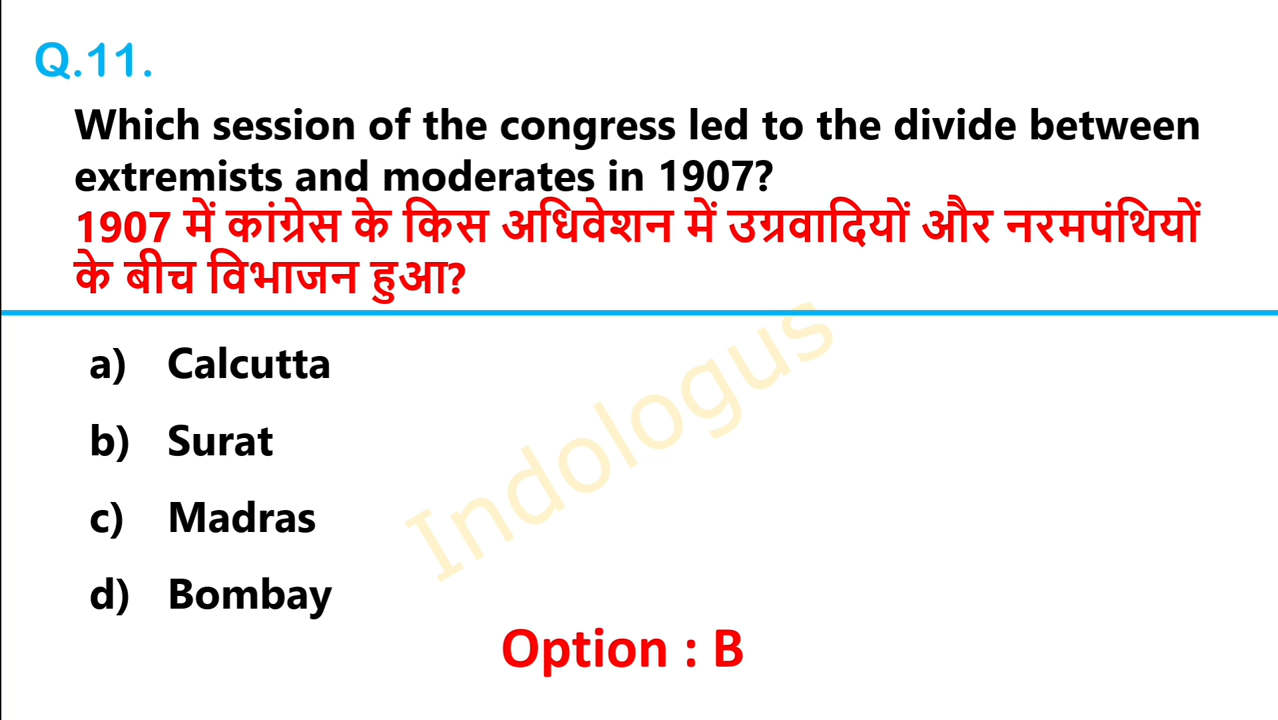 Q.11.
Which session of the congress led to the divide between
extremists and moderates in 1907?
1907 में कांग्रेस के किस अधिवेशन में उग्रवादियों और नरमपंथियों
के बीच विभाजन हुआ?
a) Calcutta
b) Surat
c) Madras
d) Bombay
Option : B
Indologus